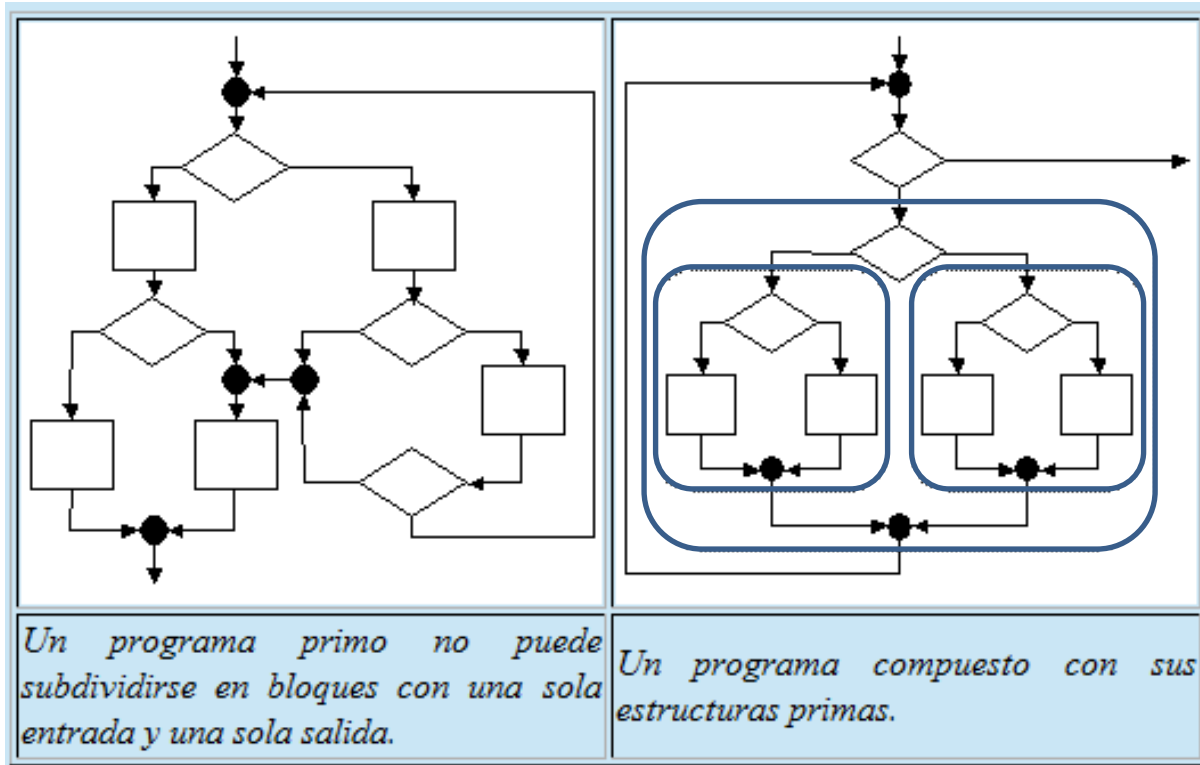 Un programa primo no puede
subdividirse en bloques con una sola
entrada y una sola salida.
Un programa compuesto con sus
estructuras primas.